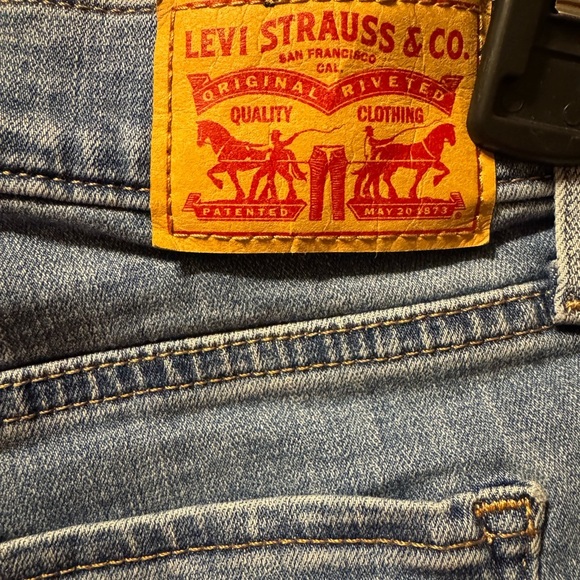 LEVI STRAUSS & CO.
SAN FRANCISCO
CAL.
ORIGINAL RIVETED
QUALITY CLOTHING
PATENTED MAY 20 1873